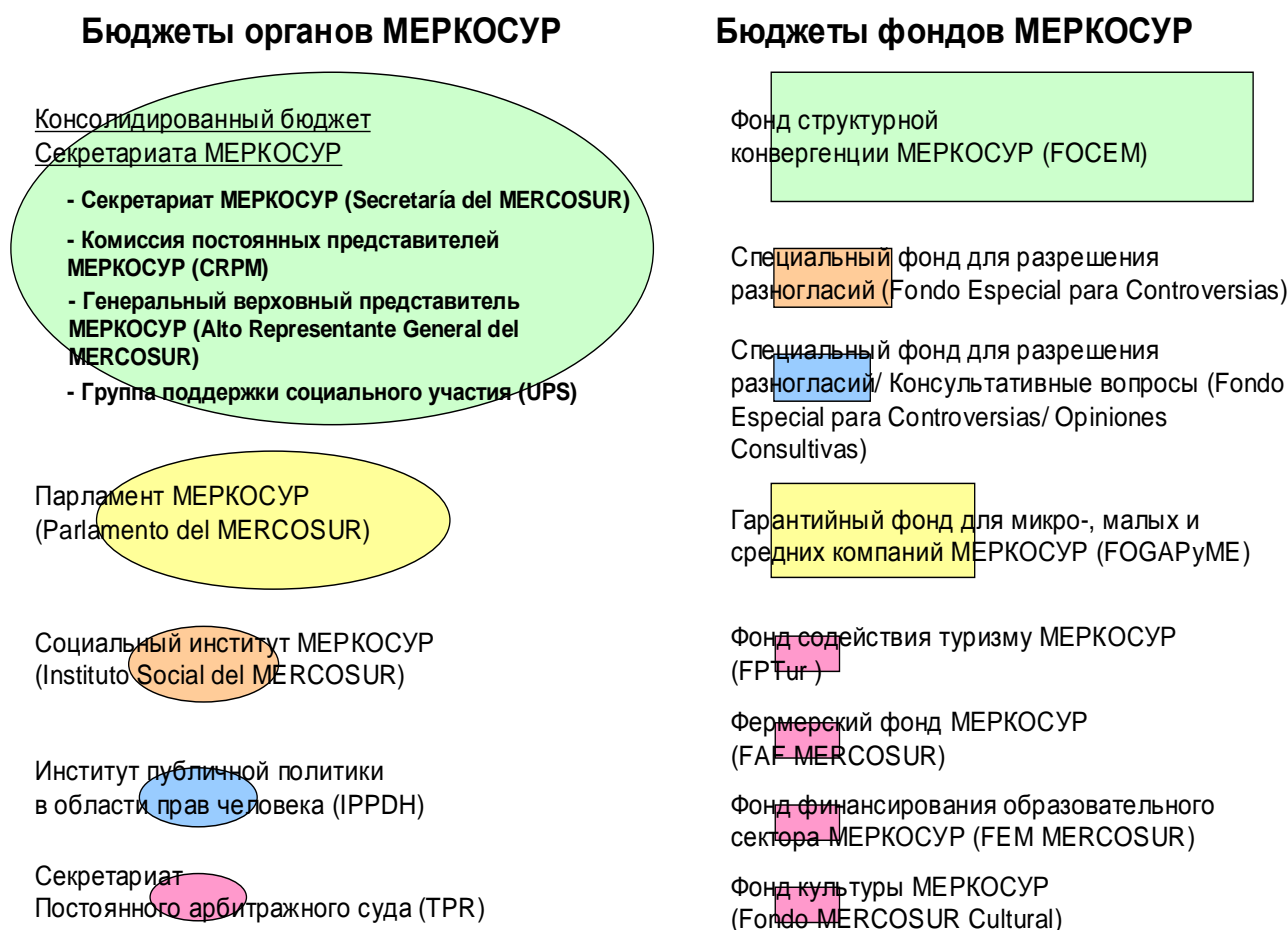 Бюджеты органов МЕРКОСУР
Консолидированный бюджет
Секретариата МЕРКОСУР
- Секретариат МЕРКОСУР (Secretaría del MERCOSUR)
- Комиссия постоянных представителей
МЕРКОСУР (CRPM)
- Генеральный верховный представитель
МЕРКОСУР (Alto Representante General del
MERCOSUR)
- Группа поддержки социального участия (UPS)
Парламент МЕРКОСУР
(Parlamento del MERCOSUR)
Социальный институт МЕРКОСУР
(Instituto Social del MERCOSUR)
Институт публичной политики
в области прав человека (IPPDH)
Секретариат
Постоянного арбитражного суда (TPR)
Бюджеты фондов МЕРКОСУР
Фонд структурной
конвергенции МЕРКОСУР (FOCEM)
Специальный фонд для разрешения
разногласий (Fondo Especial para Controversias)
Специальный фонд для разрешения
разногласий/ Консультативные вопросы (Fondo
Especial para Controversias/ Opiniones
Consultivas)
Гарантийный фонд для микро-, малых и
средних компаний МЕРКОСУР (FOGAPyME)
Фонд содействия туризму МЕРКОСУР
(FPTur )
Фермерский фонд МЕРКОСУР
(FAF MERCOSUR)
Фонд финансирования образовательного
сектора МЕРКОСУР (FEM MERCOSUR)
Фонд культуры МЕРКОСУР
(Fondo MERCOSUR Cultural)